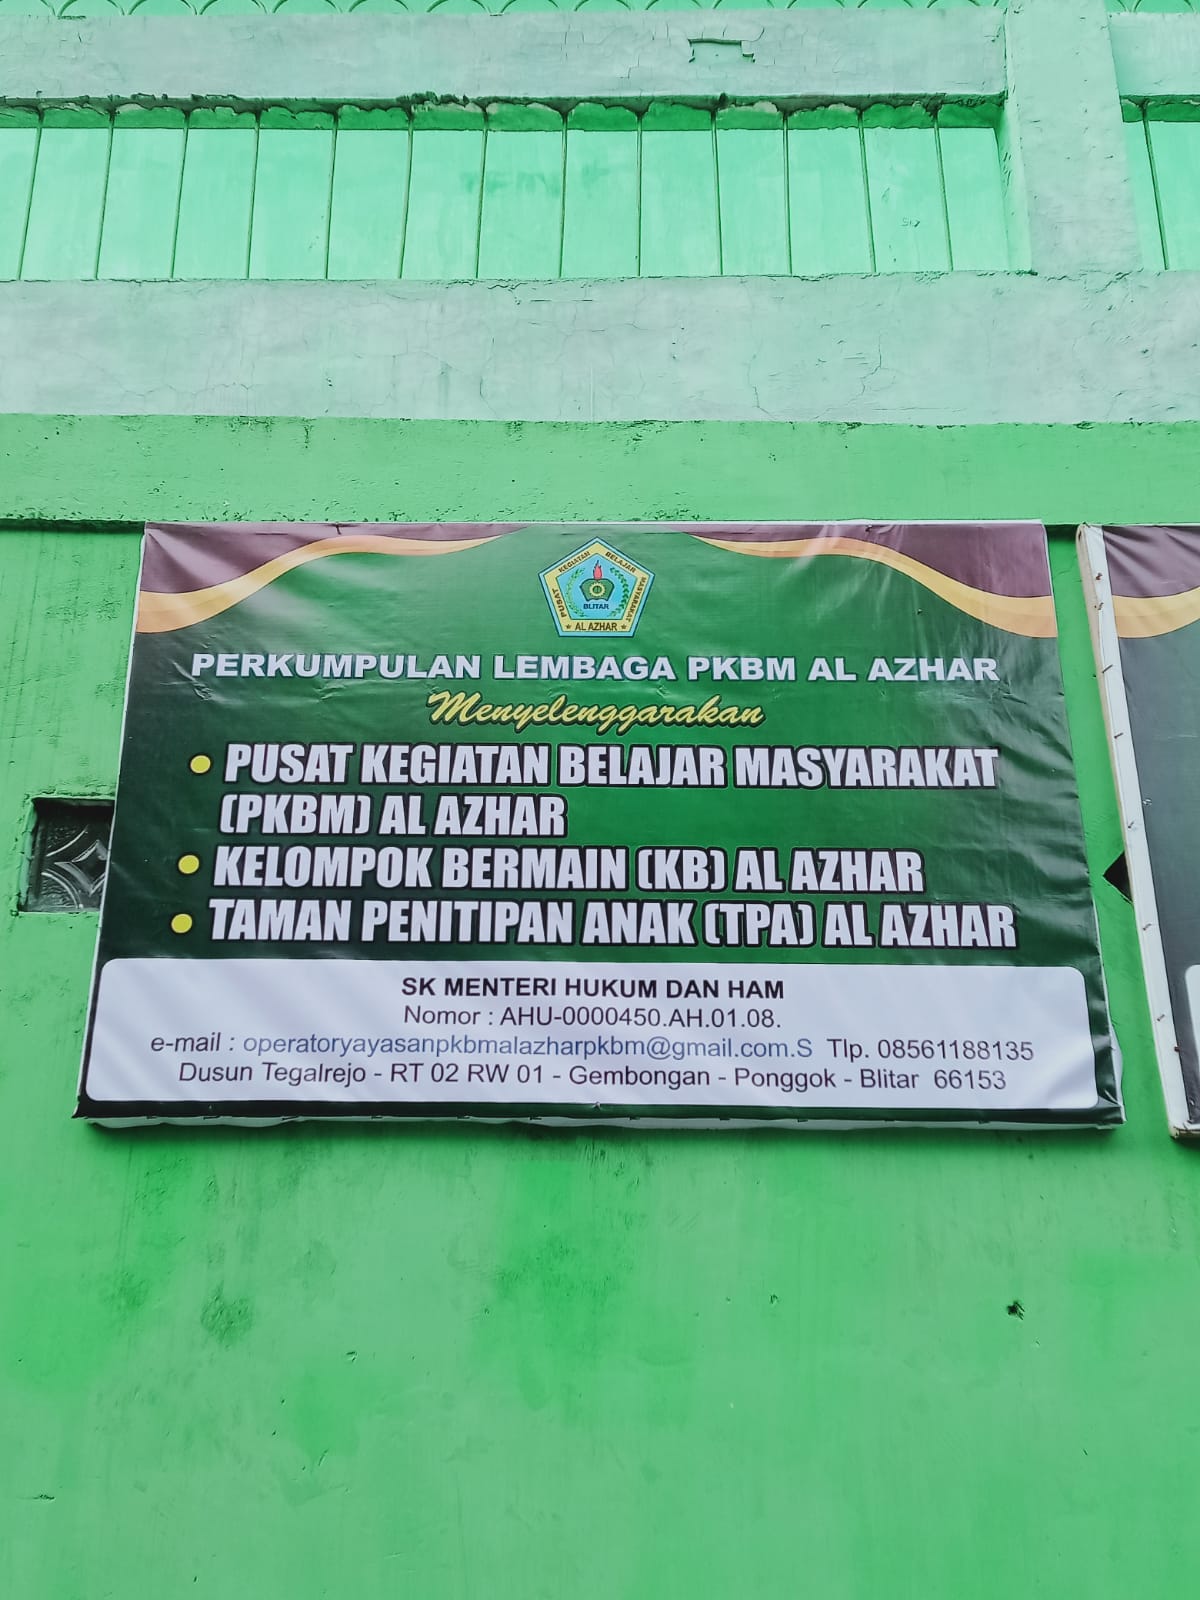 PUSAT KEGIATAN BELAJAR MASYARAKAT
BLITAR
★ AL AZHAR ★
PERKUMPULAN LEMBAGA PKBM AL AZHAR
Menyelenggarakan
• PUSAT KEGIATAN BELAJAR MASYARAKAT
(PKBM) AL AZHAR
• KELOMPOK BERMAIN (KB) AL AZHAR
• TAMAN PENITIPAN ANAK (TPA) AL AZHAR
SK MENTERI HUKUM DAN HAM
Nomor : AHU-0000450.AH.01.08.
e-mail : operatoryayasanpkbmalazharpkbm@gmail.com.S Tlp. 08561188135
Dusun Tegalrejo - RT 02 RW 01 - Gembongan - Ponggok - Blitar 66153